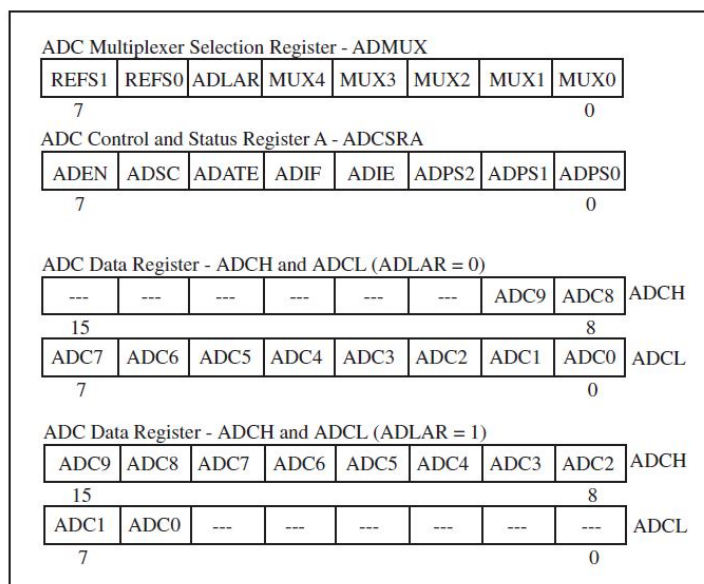 ADC Multiplexer Selection Register - ADMUX
REFS1 REFS0 ADLAR MUX4 MUX3 MUX2 MUX1 MUX0
7 0
ADC Control and Status Register A - ADCSRA
ADEN ADSC ADATE ADIF ADIE ADPS2 ADPS1 ADPS0
7 0
ADC Data Register - ADCH and ADCL (ADLAR = 0)
--- --- --- --- --- --- ADC9 ADC8 ADCH
15 8
ADC7 ADC6 ADC5 ADC4 ADC3 ADC2 ADC1 ADC0 ADCL
7 0
ADC Data Register - ADCH and ADCL (ADLAR = 1)
ADC9 ADC8 ADC7 ADC6 ADC5 ADC4 ADC3 ADC2 ADCH
15 8
ADC1 ADC0 --- --- --- --- --- --- ADCL
7 0